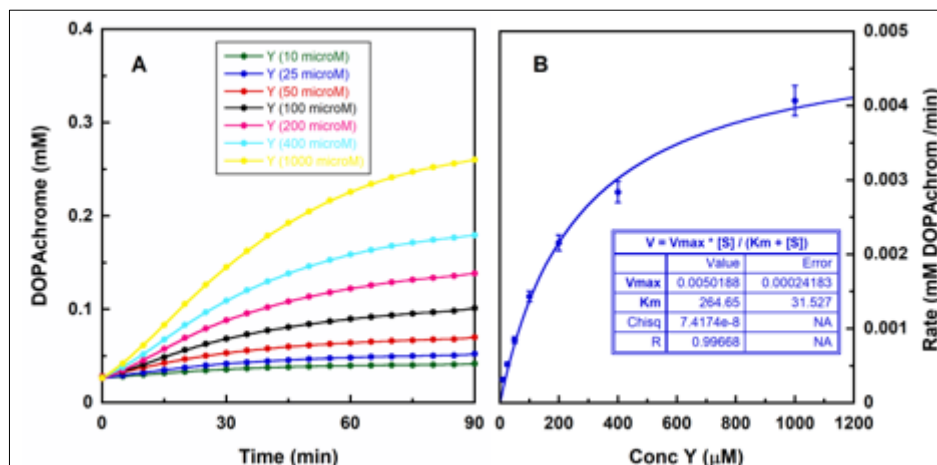 A
Y (10 microM)
Y (25 microM)
Y (50 microM)
Y (100 microM)
Y (200 microM)
Y (400 microM)
Y (1000 microM)
DOPAchrome (mM)
0.4
0.3
0.2
0.1
0
0
30
60
90
Time (min)
B
V = Vmax * [S] / (Km + [S])
Value Error
Vmax 0.0050188 0.00024183
Km 264.65 31.527
Chisq 7.4174e-8 NA
R 0.99668 NA
0.005
0.004
0.003
0.002
0.001
0
Rate (mM DOPAchrom /min)
0
200
400
600
800
1000
1200
Conc Y (μM)